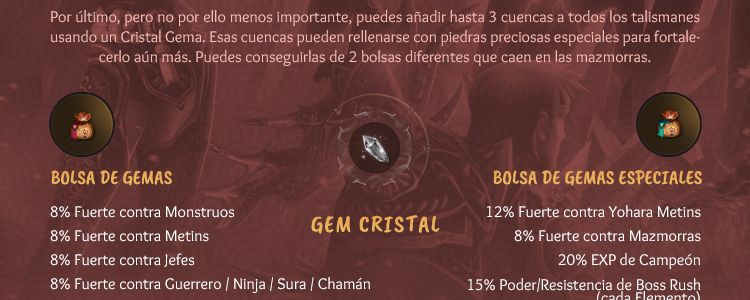 Por último, pero no por ello menos importante, puedes añadir hasta 3 cuencas a todos los talismanes
usando un Cristal Gema. Esas cuencas pueden rellenarse con piedras preciosas especiales para fortale-
cerlo aún más. Puedes conseguirlas de 2 bolsas diferentes que caen en las mazmorras.
BOLSA DE GEMAS
8% Fuerte contra Monstruos
8% Fuerte contra Metins
8% Fuerte contra Jefes
8% Fuerte contra Guerrero / Ninja / Sura / Chamán
GEM CRISTAL
BOLSA DE GEMAS ESPECIALES
12% Fuerte contra Yohara Metins
8% Fuerte contra Mazmorras
20% EXP de Campeón
15% Poder/Resistencia de Boss Rush
(cada Elemento)